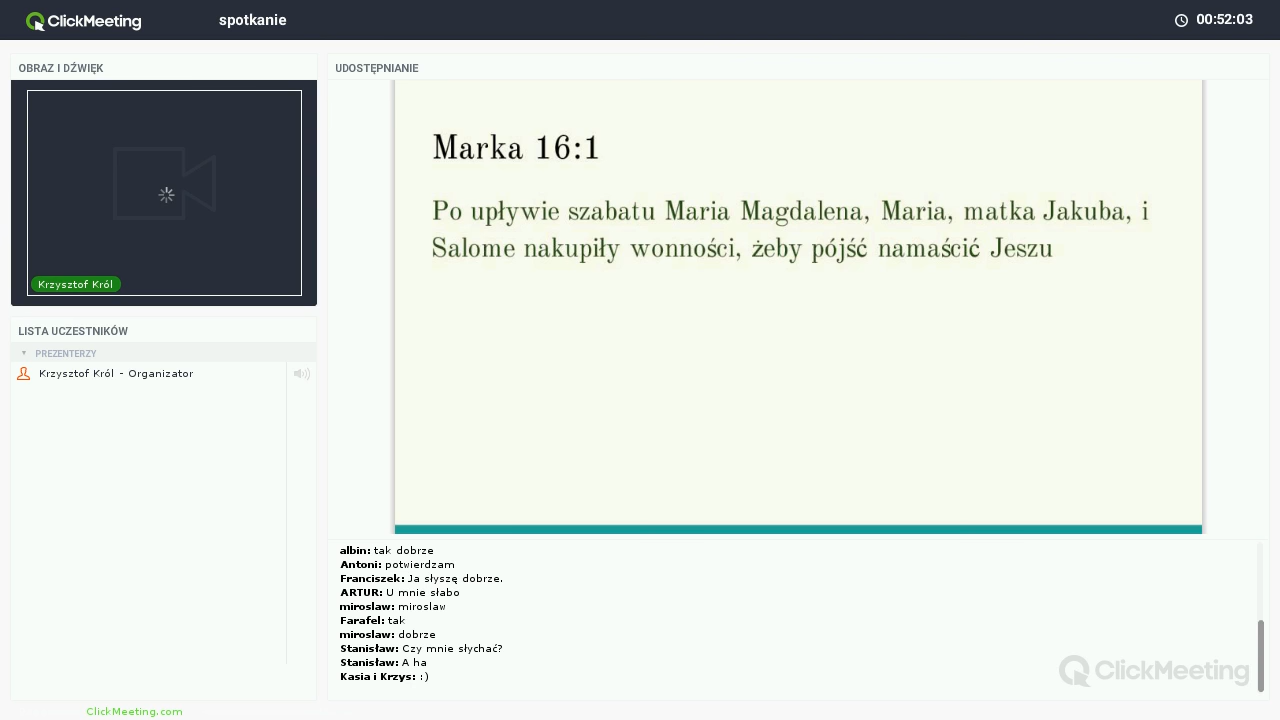 ClickMeeting
spotkanie
00:52:03
OBRAZ I DŹWIĘK
Krzysztof Król
LISTA UCZESTNIKÓW
PREZENTERZY
Krzysztof Król - Organizator
UDOSTĘPNIANIE
Marka 16:1
Po upływie szabatu Maria Magdalena, Maria, matka Jakuba, i
Salome nakupiły wonności, żeby pójść namaścić Jeszu
albin: tak dobrze
Antoni: potwierdzam
Franciszek: Ja słyszę dobrze.
ARTUR: U mnie słabo
miroslaw: miroslaw
Farafel: tak
miroslaw: dobrze
Stanisław: Czy mnie słychać?
Stanisław: A ha
Kasia i Krzys: :)
ClickMeeting
ClickMeeting.com